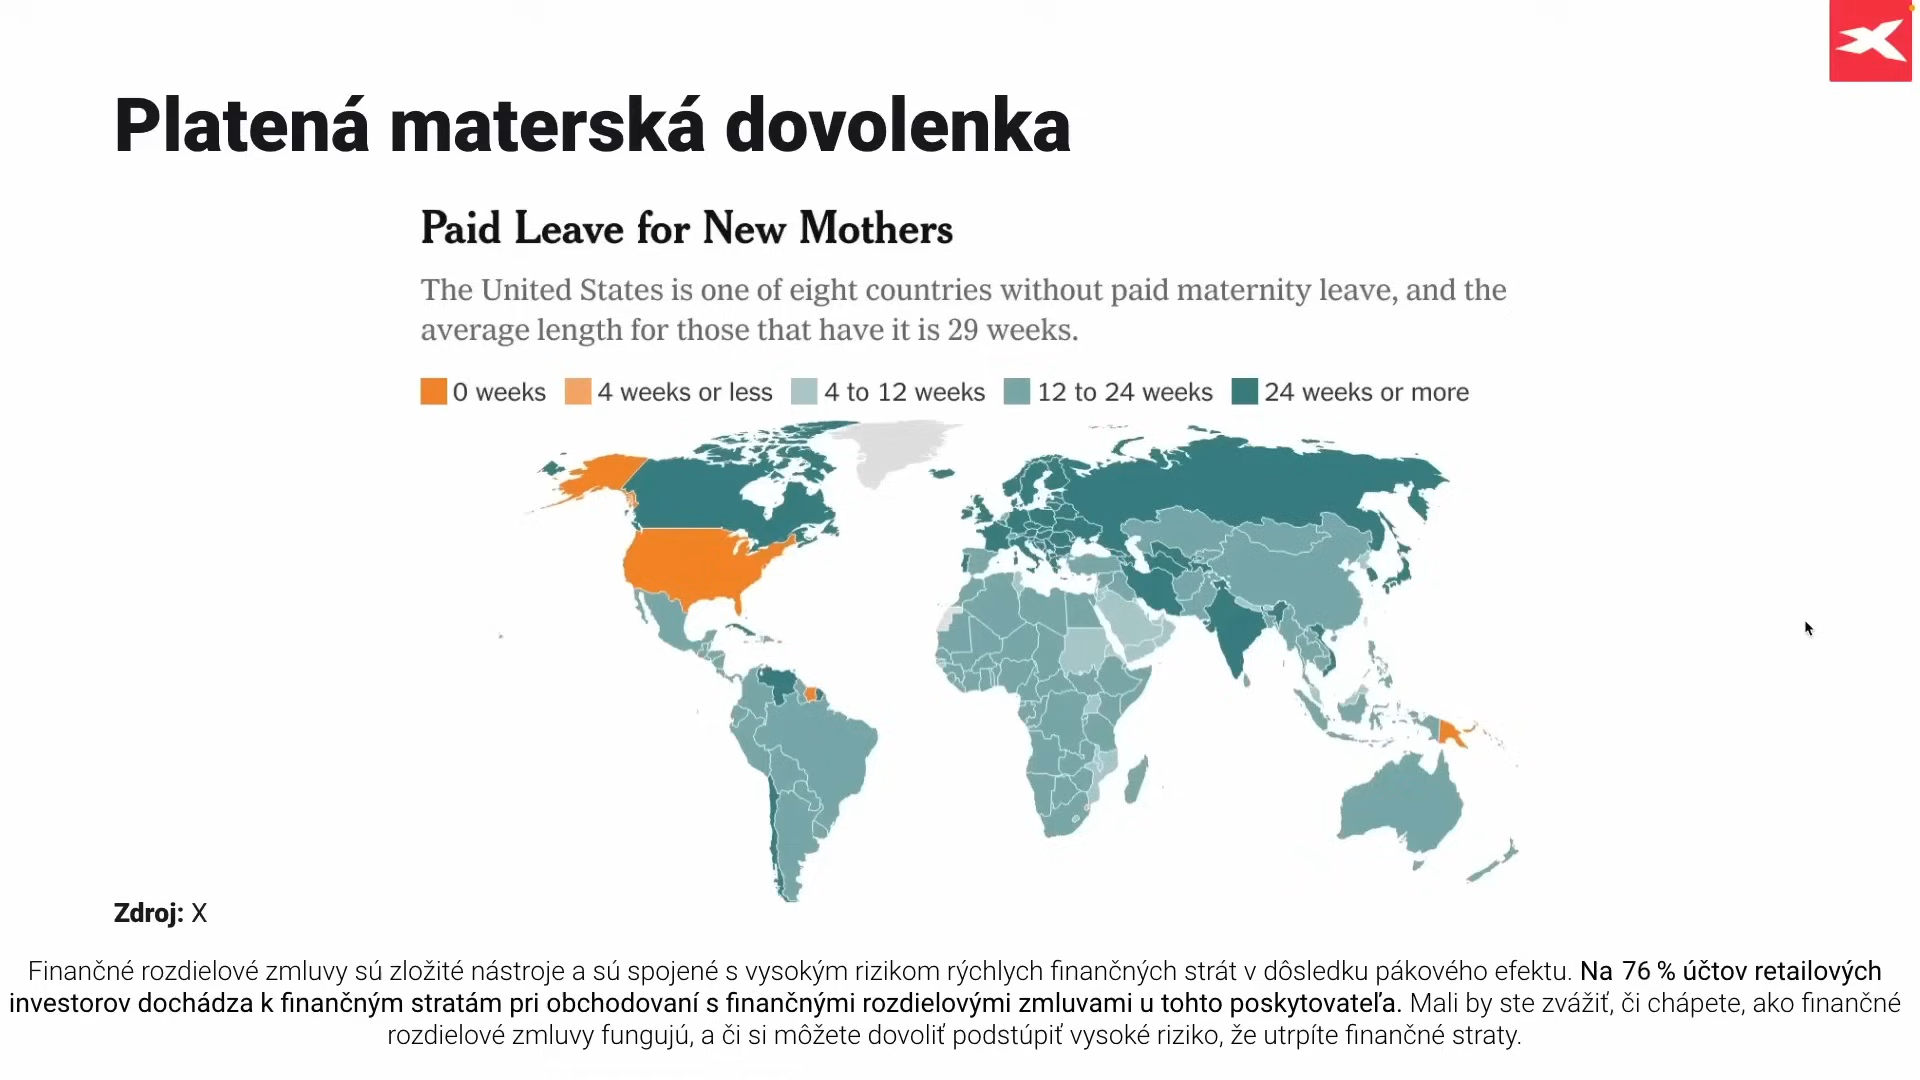 Platená materská dovolenka
Paid Leave for New Mothers
The United States is one of eight countries without paid maternity leave, and the
average length for those that have it is 29 weeks.
0 weeks 4 weeks or less 4 to 12 weeks 12 to 24 weeks 24 weeks or more
Zdroj: X
Finančné rozdielové zmluvy sú zložité nástroje a sú spojené s vysokým rizikom rýchlych finančných strát v dôsledku pákového efektu. Na 76 % účtov retailových
investorov dochádza k finančným stratám pri obchodovaní s finančnými rozdielovými zmluvami u tohto poskytovateľa. Mali by ste zvážiť, či chápete, ako finančné
rozdielové zmluvy fungujú, a či si môžete dovoliť podstúpiť vysoké riziko, že utrpíte finančné straty.